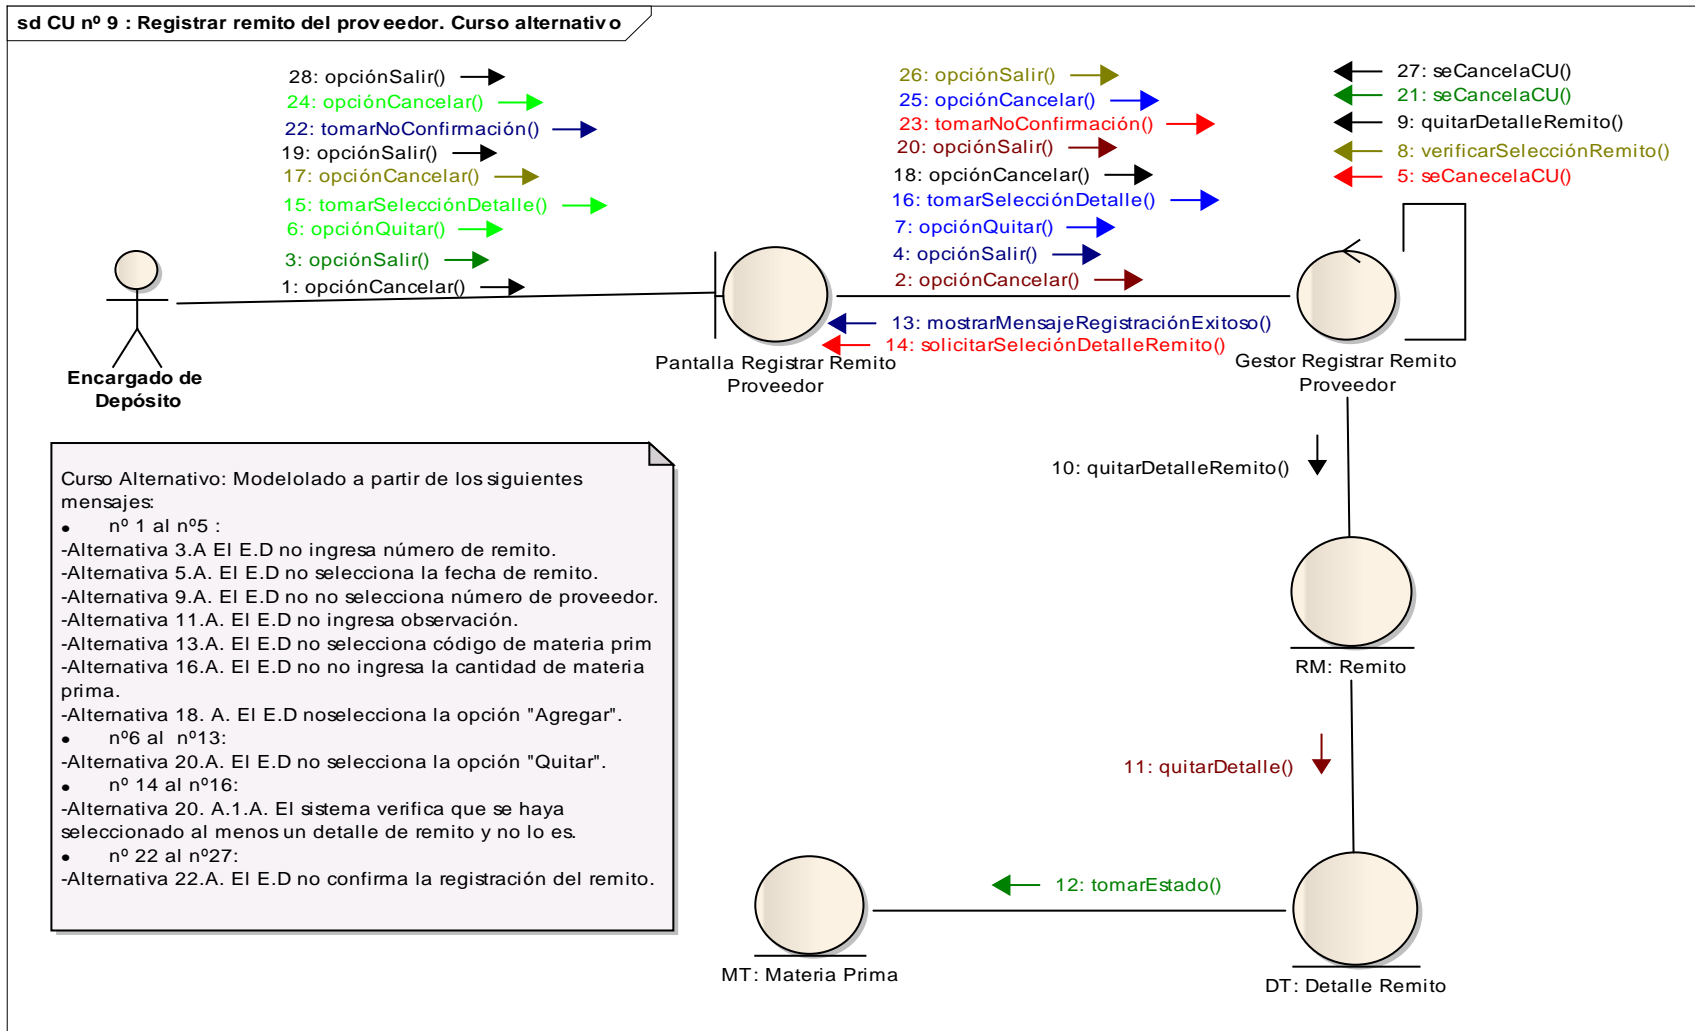 sd CU nº 9 : Registrar remito del proveedor. Curso alternativo
28: opciónSalir()
24: opciónCancelar()
22: tomarNoConfirmación()
19: opciónSalir()
17: opciónCancelar()
15: tomarSelecciónDetalle()
6: opciónQuitar()
3: opciónSalir()
1: opciónCancelar()
26: opciónSalir()
25: opciónCancelar()
23: tomarNoConfirmación()
20: opciónSalir()
18: opciónCancelar()
16: tomarSelecciónDetalle()
7: opciónQuitar()
4: opciónSalir()
2: opciónCancelar()
27: seCancelaCU()
21: seCancelaCU()
9: quitarDetalleRemito()
8: verificarSelecciónRemito()
5: seCanecelaCU()
13: mostrarMensajeRegistraciónExitoso()
14: solicitarSeleciónDetalleRemito()
Encargado de
Depósito
Pantalla Registrar Remito
Proveedor
Gestor Registrar Remito
Proveedor
10: quitarDetalleRemito()
RM: Remito
11: quitarDetalle()
12: tomarEstado()
MT: Materia Prima
DT: Detalle Remito
Curso Alternativo: Modelolado a partir de los siguientes
mensajes:
• nº 1 al nº5 :
-Alternativa 3.A El E.D no ingresa número de remito.
-Alternativa 5.A. El E.D no selecciona la fecha de remito.
-Alternativa 9.A. El E.D no no selecciona número de proveedor.
-Alternativa 11.A. El E.D no ingresa observación.
-Alternativa 13.A. El E.D no selecciona código de materia prim
-Alternativa 16.A. El E.D no no ingresa la cantidad de materia
prima.
-Alternativa 18. A. El E.D noselecciona la opción "Agregar".
• nº6 al nº13:
-Alternativa 20.A. El E.D no selecciona la opción "Quitar".
• nº 14 al nº16:
-Alternativa 20. A.1.A. El sistema verifica que se haya
seleccionado al menos un detalle de remito y no lo es.
• nº 22 al nº27:
-Alternativa 22.A. El E.D no confirma la registración del remito.